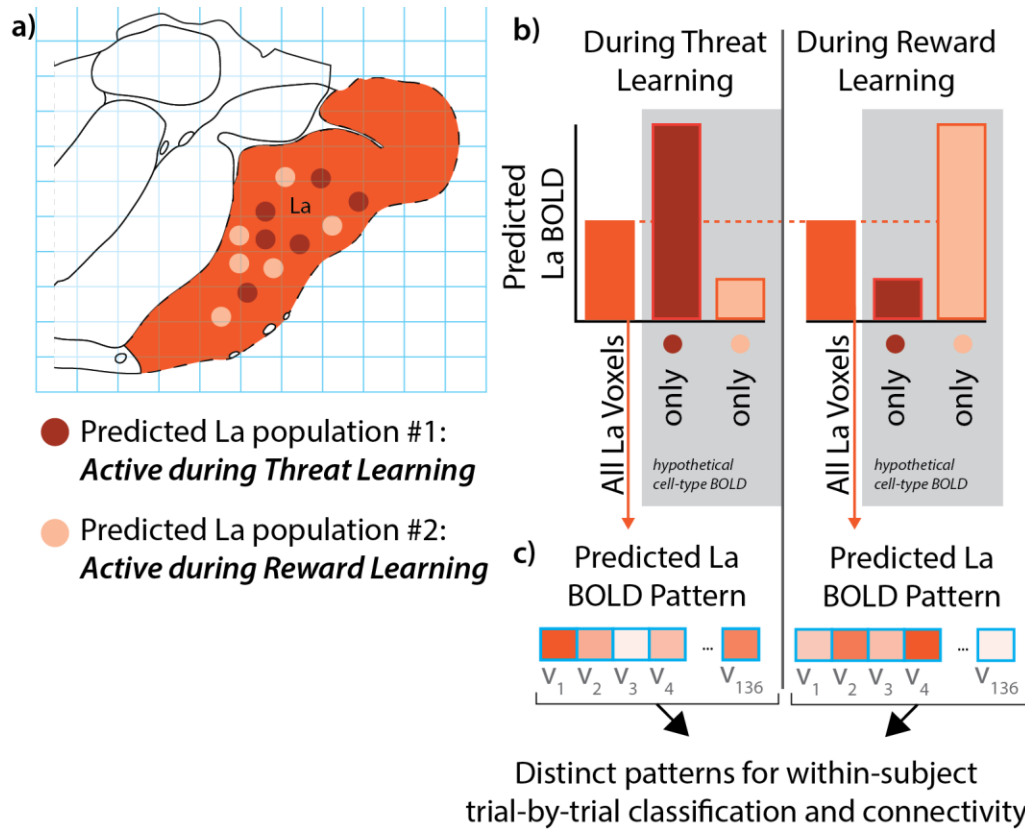 a)
La
Predicted La population #1:
Active during Threat Learning
Predicted La population #2:
Active during Reward Learning
b)
During Threat
Learning
During Reward
Learning
Predicted
La BOLD
All La Voxels
only
only
hypothetical
cell-type BOLD
All La Voxels
only
only
hypothetical
cell-type BOLD
c)
Predicted La
BOLD Pattern
Predicted La
BOLD Pattern
...
V1 V2 V3 V4 V136
...
V1 V2 V3 V4 V136
Distinct patterns for within-subject
trial-by-trial classification and connectivity